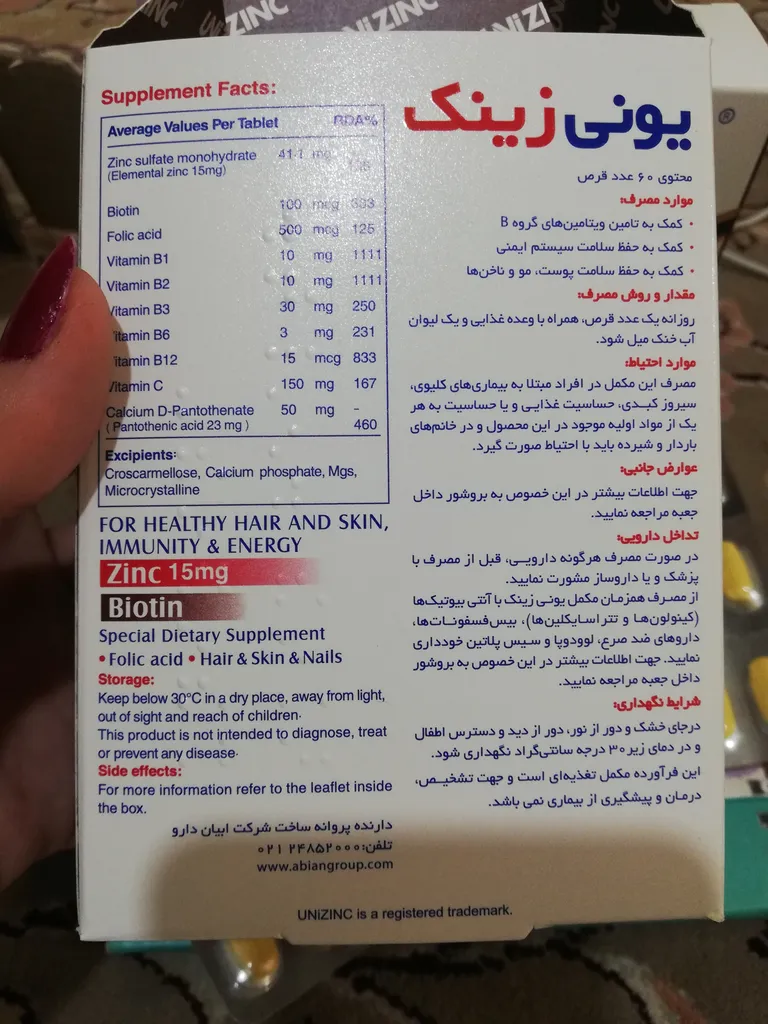 UNiZINC
UNiZINC
UNiZI
Supplement Facts:
Average Values Per Tablet RDA%
Zinc sulfate monohydrate 41.1 mg
(Elemental zinc 15mg)
Biotin 100 mcg 333
Folic acid 500 mcg 125
Vitamin B1 10 mg 1111
Vitamin B2 10 mg 1111
Vitamin B3 30 mg 250
Vitamin B6 3 mg 231
Vitamin B12 15 mcg 833
Vitamin C 150 mg 167
Calcium D-Pantothenate 50 mg -
( Pantothenic acid 23 mg ) 460
Excipients:
Croscarmellose, Calcium phosphate, Mgs,
Microcrystalline
FOR HEALTHY HAIR AND SKIN,
IMMUNITY & ENERGY
Zinc 15mg
Biotin
Special Dietary Supplement
• Folic acid • Hair & Skin & Nails
Storage:
Keep below 30°C in a dry place, away from light,
out of sight and reach of children.
This product is not intended to diagnose, treat
or prevent any disease.
Side effects:
For more information refer to the leaflet inside
the box.
دارنده پروانه ساخت شرکت ابیان دارو
تلفن: ۲۴۸۵۲۰۰۰ ۰۲۱
www.abiangroup.com
یونی زینک
محتوی ۶۰ عدد قرص
موارد مصرف:
• کمک به تامین ویتامین‌های گروه B
• کمک به حفظ سلامت سیستم ایمنی
• کمک به حفظ سلامت پوست، مو و ناخن‌ها
مقدار و روش مصرف:
روزانه یک عدد قرص، همراه با وعده غذایی و یک لیوان
آب خنک میل شود.
موارد احتیاط:
مصرف این مکمل در افراد مبتلا به بیماری‌های کلیوی،
سیروز کبدی، حساسیت غذایی و یا حساسیت به هر
یک از مواد اولیه موجود در این محصول و در خانم‌های
باردار و شیرده باید با احتیاط صورت گیرد.
عوارض جانبی:
جهت اطلاعات بیشتر در این خصوص به بروشور داخل
جعبه مراجعه نمایید.
تداخل دارویی:
در صورت مصرف هرگونه دارویی، قبل از مصرف با
پزشک و یا داروساز مشورت نمایید.
از مصرف همزمان مکمل یونی زینک با آنتی بیوتیک‌ها
(کینولون‌ها و تتراسایکلین‌ها)، بیس‌فسفونات‌ها،
داروهای ضد صرع، لوودوپا و سیس پلاتین خودداری
نمایید. جهت اطلاعات بیشتر در این خصوص به بروشور
داخل جعبه مراجعه نمایید.
شرایط نگهداری:
درجای خشک و دور از نور، دور از دید و دسترس اطفال
و در دمای زیر ۳۰ درجه سانتی‌گراد نگهداری شود.
این فرآورده مکمل تغذیه‌ای است و جهت تشخیص،
درمان و پیشگیری از بیماری نمی باشد.
UNiZINC is a registered trademark.
®